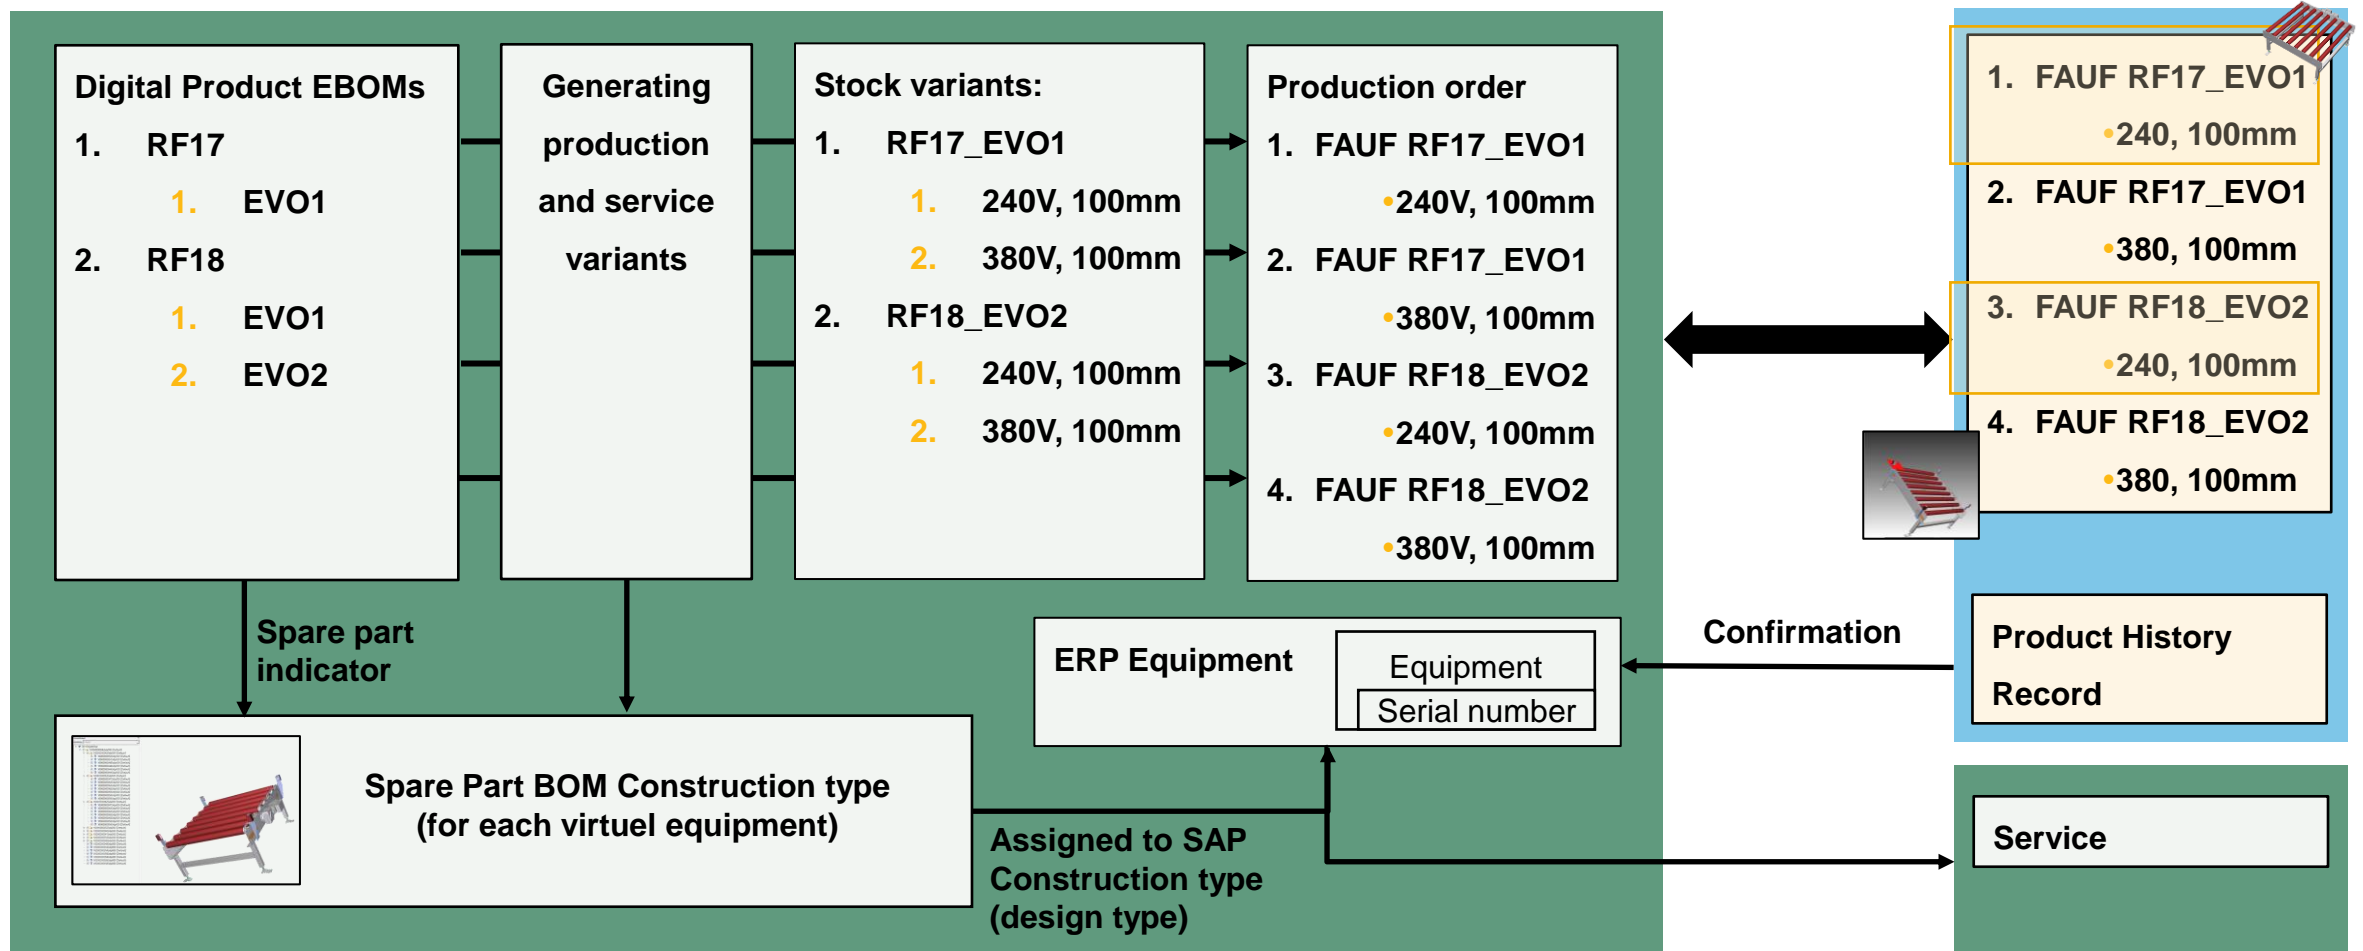 Digital Product EBOMs
1. RF17
1. EVO1
2. RF18
1. EVO1
2. EVO2
Generating
production
and service
variants
Stock variants:
1. RF17_EVO1
1. 240V, 100mm
2. 380V, 100mm
2. RF18_EVO2
1. 240V, 100mm
2. 380V, 100mm
Production order
1. FAUF RF17_EVO1
•240V, 100mm
2. FAUF RF17_EVO1
•380V, 100mm
3. FAUF RF18_EVO2
•240V, 100mm
4. FAUF RF18_EVO2
•380V, 100mm
1. FAUF RF17_EVO1
•240, 100mm
2. FAUF RF17_EVO1
•380, 100mm
3. FAUF RF18_EVO2
•240, 100mm
4. FAUF RF18_EVO2
•380, 100mm
Spare part
indicator
ERP Equipment
Equipment
Serial number
Confirmation
Product History
Record
Spare Part BOM Construction type
(for each virtuel equipment)
Assigned to SAP
Construction type
(design type)
Service